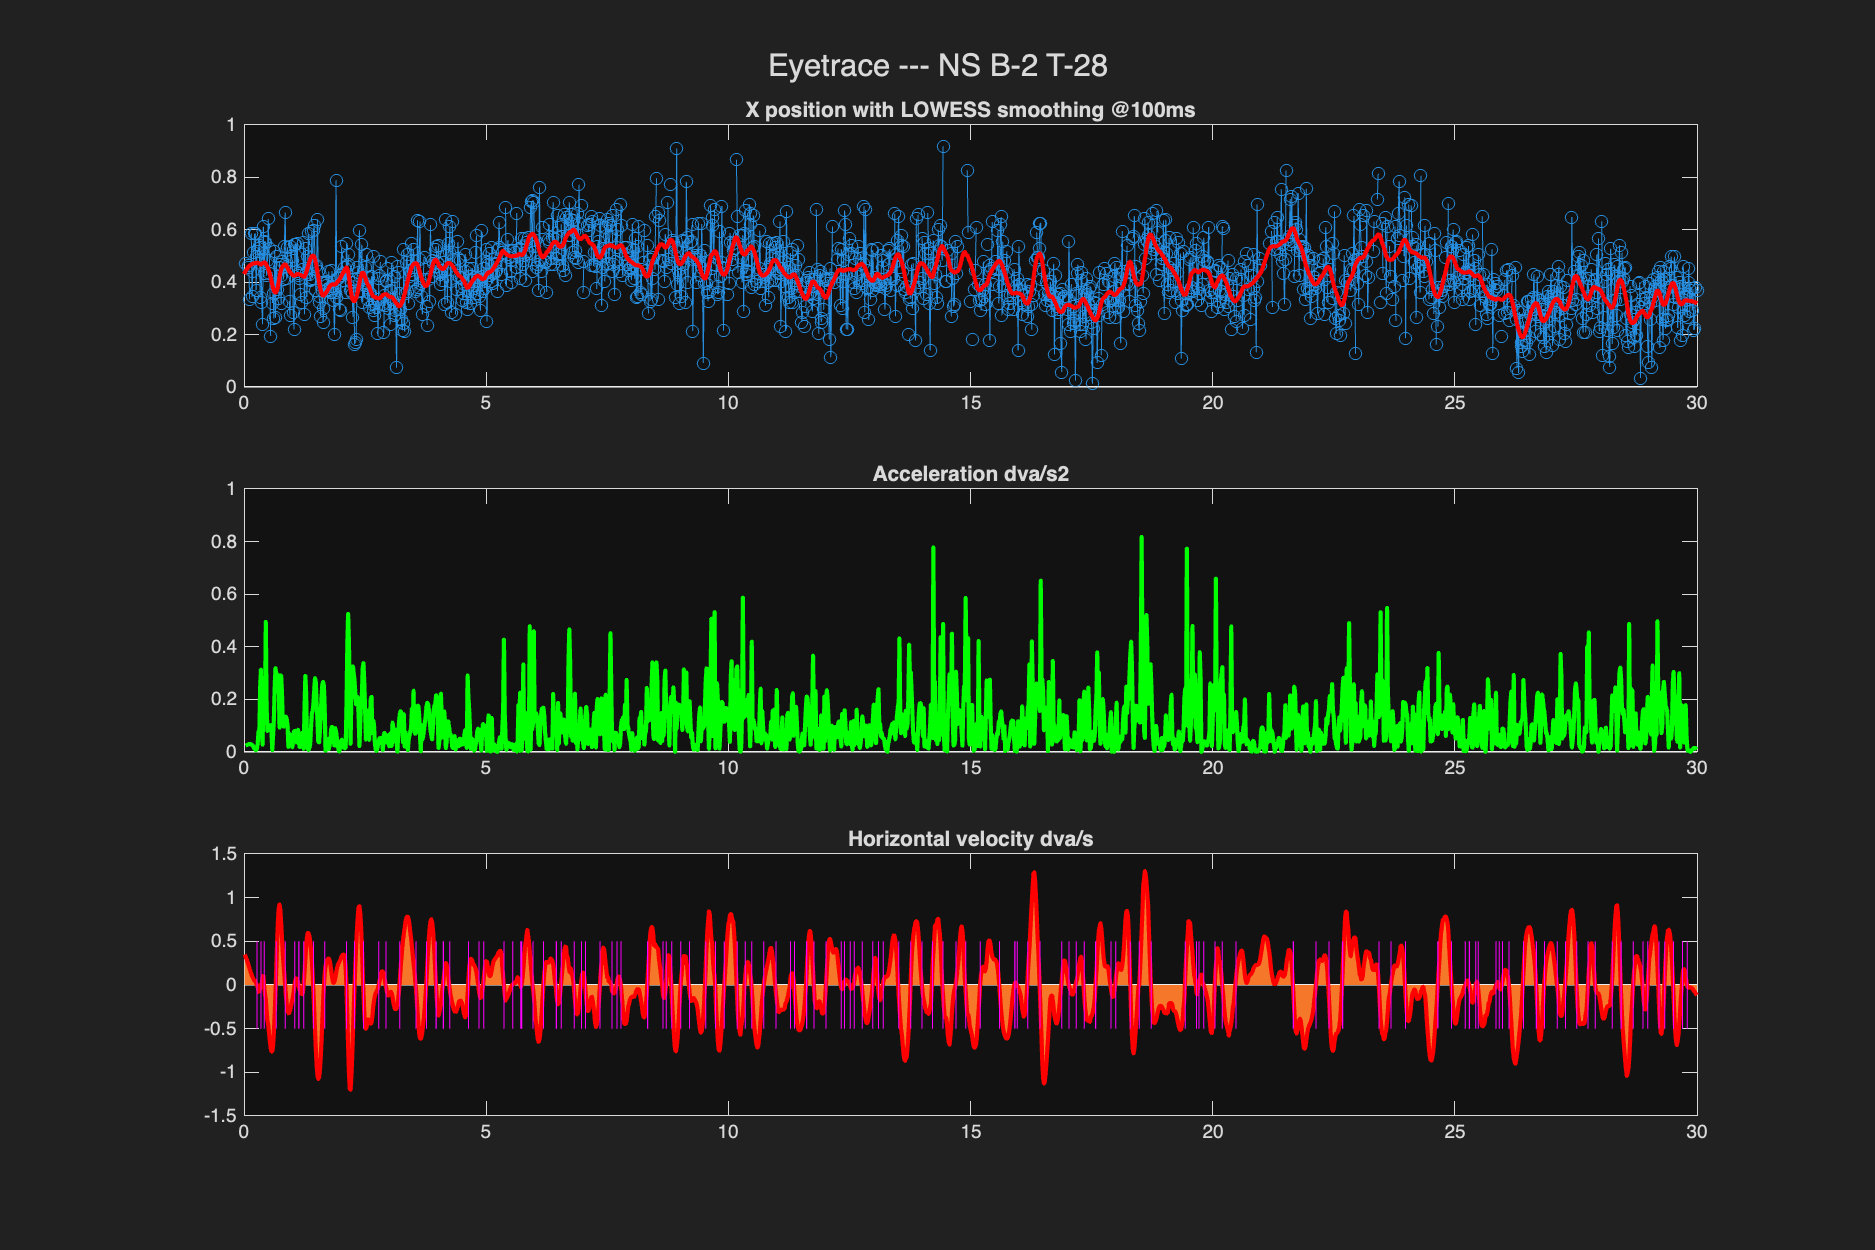 Eyetrace --- NS B-2 T-28
X position with LOWESS smoothing @100ms
1
0.8
0.6
0.4
0.2
0
0 5 10 15 20 25 30
Acceleration dva/s2
1
0.8
0.6
0.4
0.2
0
0 5 10 15 20 25 30
Horizontal velocity dva/s
1.5
1
0.5
0
-0.5
-1
-1.5
0 5 10 15 20 25 30